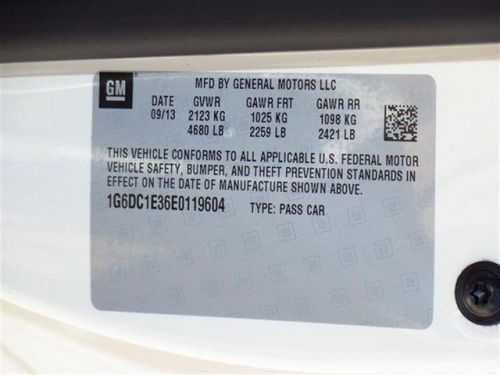 GM
MFD BY GENERAL MOTORS LLC
DATE GVWR GAWR FRT GAWR RR
09/13 2123 KG 1025 KG 1098 KG
4680 LB 2259 LB 2421 LB
THIS VEHICLE CONFORMS TO ALL APPLICABLE U.S. FEDERAL MOTOR
VEHICLE SAFETY, BUMPER, AND THEFT PREVENTION STANDARDS IN
EFFECT ON THE DATE OF MANUFACTURE SHOWN ABOVE.
1G6DC1E36E0119604 TYPE: PASS CAR